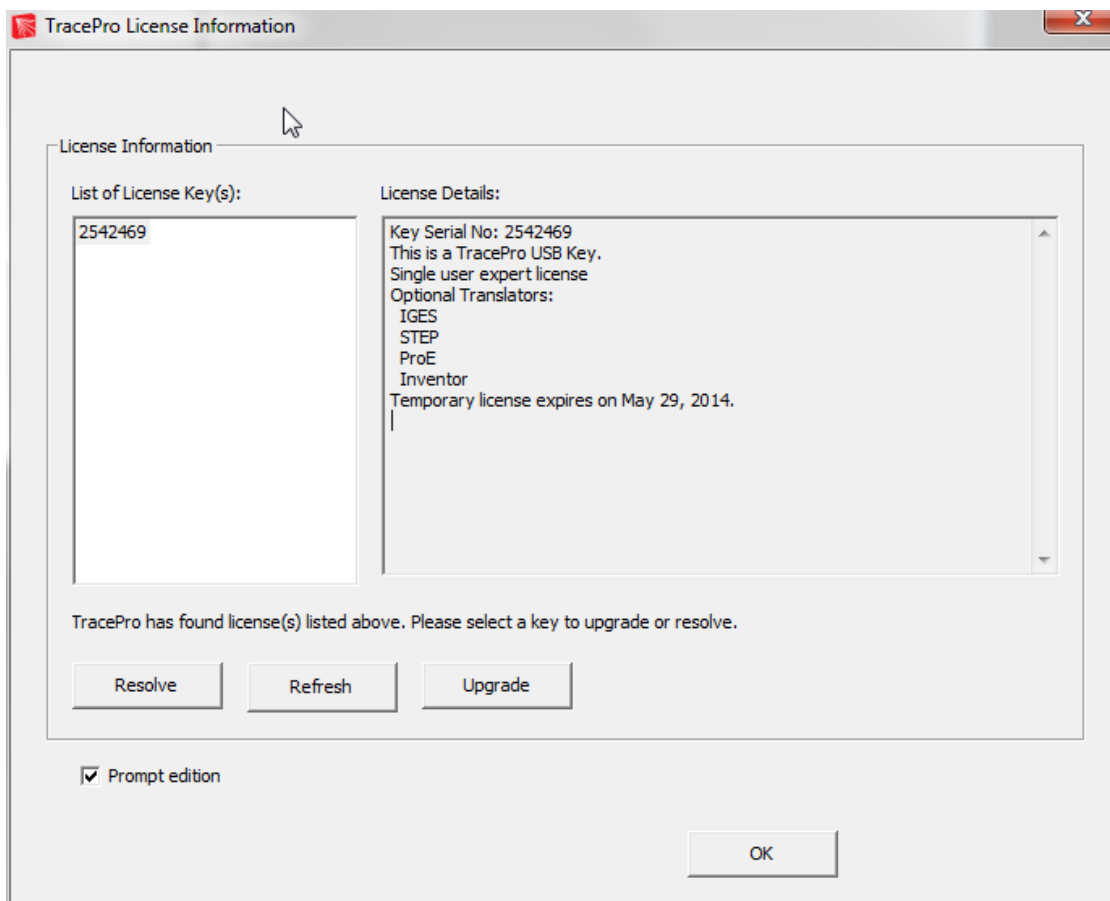 TracePro License Information
X
License Information
List of License Key(s):
License Details:
2542469
Key Serial No: 2542469
This is a TracePro USB Key.
Single user expert license
Optional Translators:
IGES
STEP
ProE
Inventor
Temporary license expires on May 29, 2014.
TracePro has found license(s) listed above. Please select a key to upgrade or resolve.
Resolve
Refresh
Upgrade
Prompt edition
OK